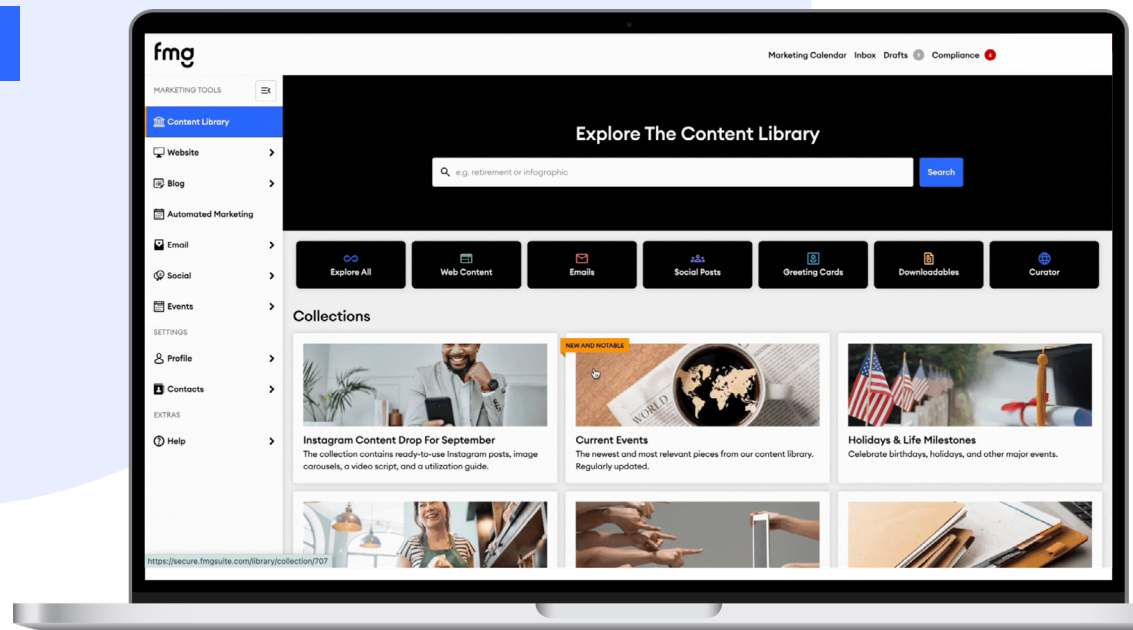 fmg
Marketing Calendar Inbox Drafts Compliance
MARKETING TOOLS
Content Library
Website
Blog
Automated Marketing
Email
Social
Events
SETTINGS
Profile
Contacts
EXTRAS
Help
Explore The Content Library
e.g. retirement or infographic
Search
Explore All
Web Content
Emails
Social Posts
Greeting Cards
Downloadables
Curator
Collections
Instagram Content Drop For September
The collection contains ready-to-use Instagram posts, image
carousels, a video script, and a utilization guide.
NEW AND NOTABLE
WORLD
Current Events
The newest and most relevant pieces from our content library.
Regularly updated.
Holidays & Life Milestones
Celebrate birthdays, holidays, and other major events.
https://secure.fmgsuite.com/library/collection/707